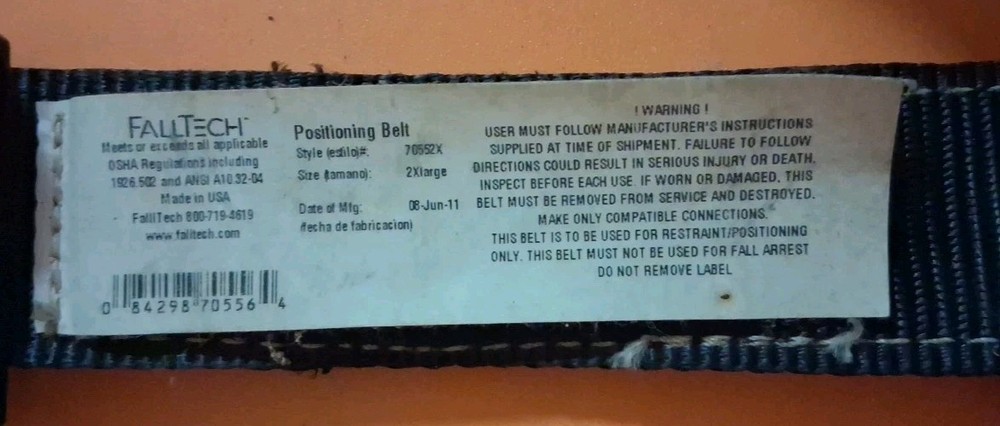 FALLTECH™
Meets or exceeds all applicable
OSHA Regulations including
1926.502 and ANSI A10.32-04
Made in USA
FallTech 800-719-4619
www.falltech.com
0 84298 70556 4
Positioning Belt
Style (estilo)#: 70552X
Size (tamano): 2Xlarge
Date of Mfg: 08-Jun-11
(fecha de fabricacion)
! WARNING !
USER MUST FOLLOW MANUFACTURER'S INSTRUCTIONS
SUPPLIED AT TIME OF SHIPMENT. FAILURE TO FOLLOW
DIRECTIONS COULD RESULT IN SERIOUS INJURY OR DEATH.
INSPECT BEFORE EACH USE. IF WORN OR DAMAGED, THIS
BELT MUST BE REMOVED FROM SERVICE AND DESTROYED.
MAKE ONLY COMPATIBLE CONNECTIONS.
THIS BELT IS TO BE USED FOR RESTRAINT/POSITIONING
ONLY. THIS BELT MUST NOT BE USED FOR FALL ARREST
DO NOT REMOVE LABEL